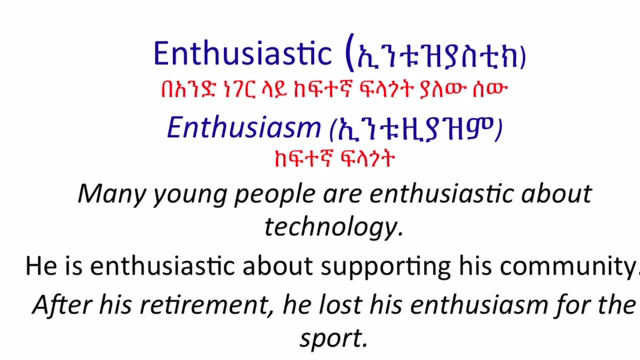 Enthusiastic (ኢንቱዝያስቲክ)
በአንድ ነገር ላይ ከፍተኛ ፍላጎት ያለው ሰው
Enthusiasm (ኢንቱዚያዝም)
ከፍተኛ ፍላጎት
Many young people are enthusiastic about
technology.
He is enthusiastic about supporting his community.
After his retirement, he lost his enthusiasm for the
sport.